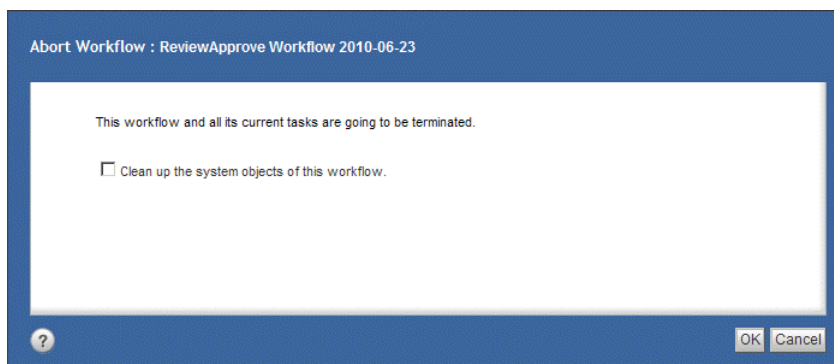 Abort Workflow : ReviewApprove Workflow 2010-06-23
This workflow and all its current tasks are going to be terminated.
Clean up the system objects of this workflow.
?
OK Cancel